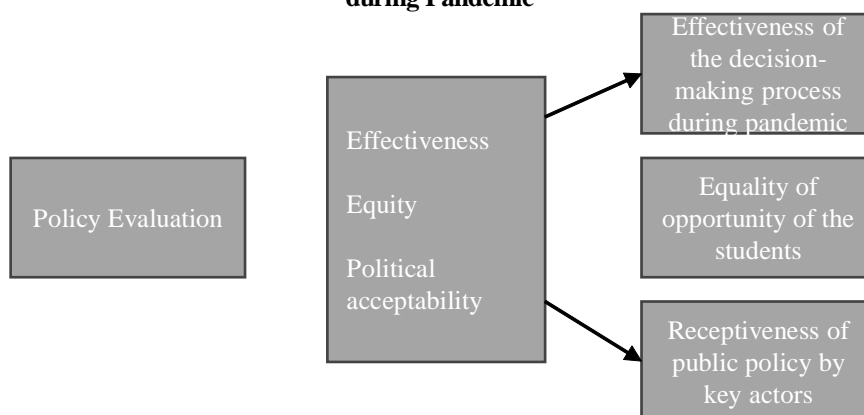 during Pandemic
Policy Evaluation
Effectiveness
Equity
Political
acceptability
Effectiveness of
the decision-
making process
during pandemic
Equality of
opportunity of the
students
Receptiveness of
public policy by
key actors